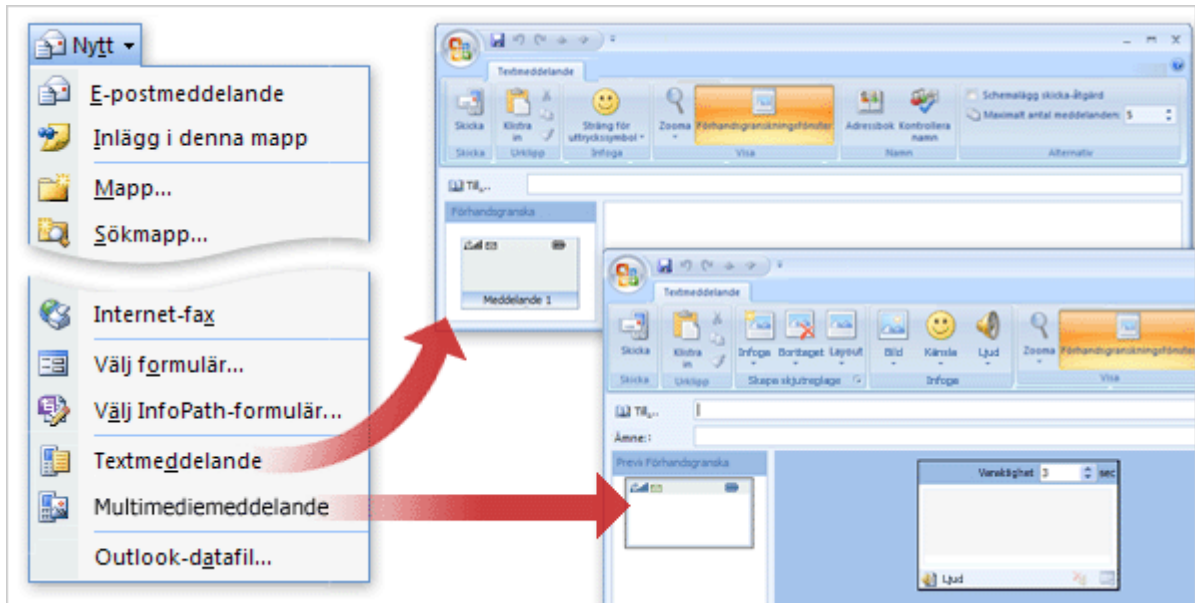 Nytt
E-postmeddelande
Inlägg i denna mapp
Mapp...
Sökmapp...
Internet-fax
Välj formulär...
Välj InfoPath-formulär...
Textmeddelande
Multimediemeddelande
Outlook-datafil...
Textmeddelande
Skicka
Klistra in
Sträng för uttryckssymbol
Zooma
Förhandsgranskningsfönster
Adressbok
Kontrollera namn
Schemalägg skicka-åtgärd
Maximalt antal meddelanden: 5
Skicka
Urklipp
Infoga
Visa
Namn
Alternativ
Till...
Förhandsgranska
Meddelande 1
Textmeddelande
Skicka
Klistra in
Infoga
Borttaget
Layout
Bild
Känsla
Ljud
Zooma
Förhandsgranskningsfönster
Skicka
Urklipp
Skapa skjutreglage
Infoga
Visa
Till...
Ämne:
Previ Förhandsgranska
Varaktighet 3 sec
Ljud